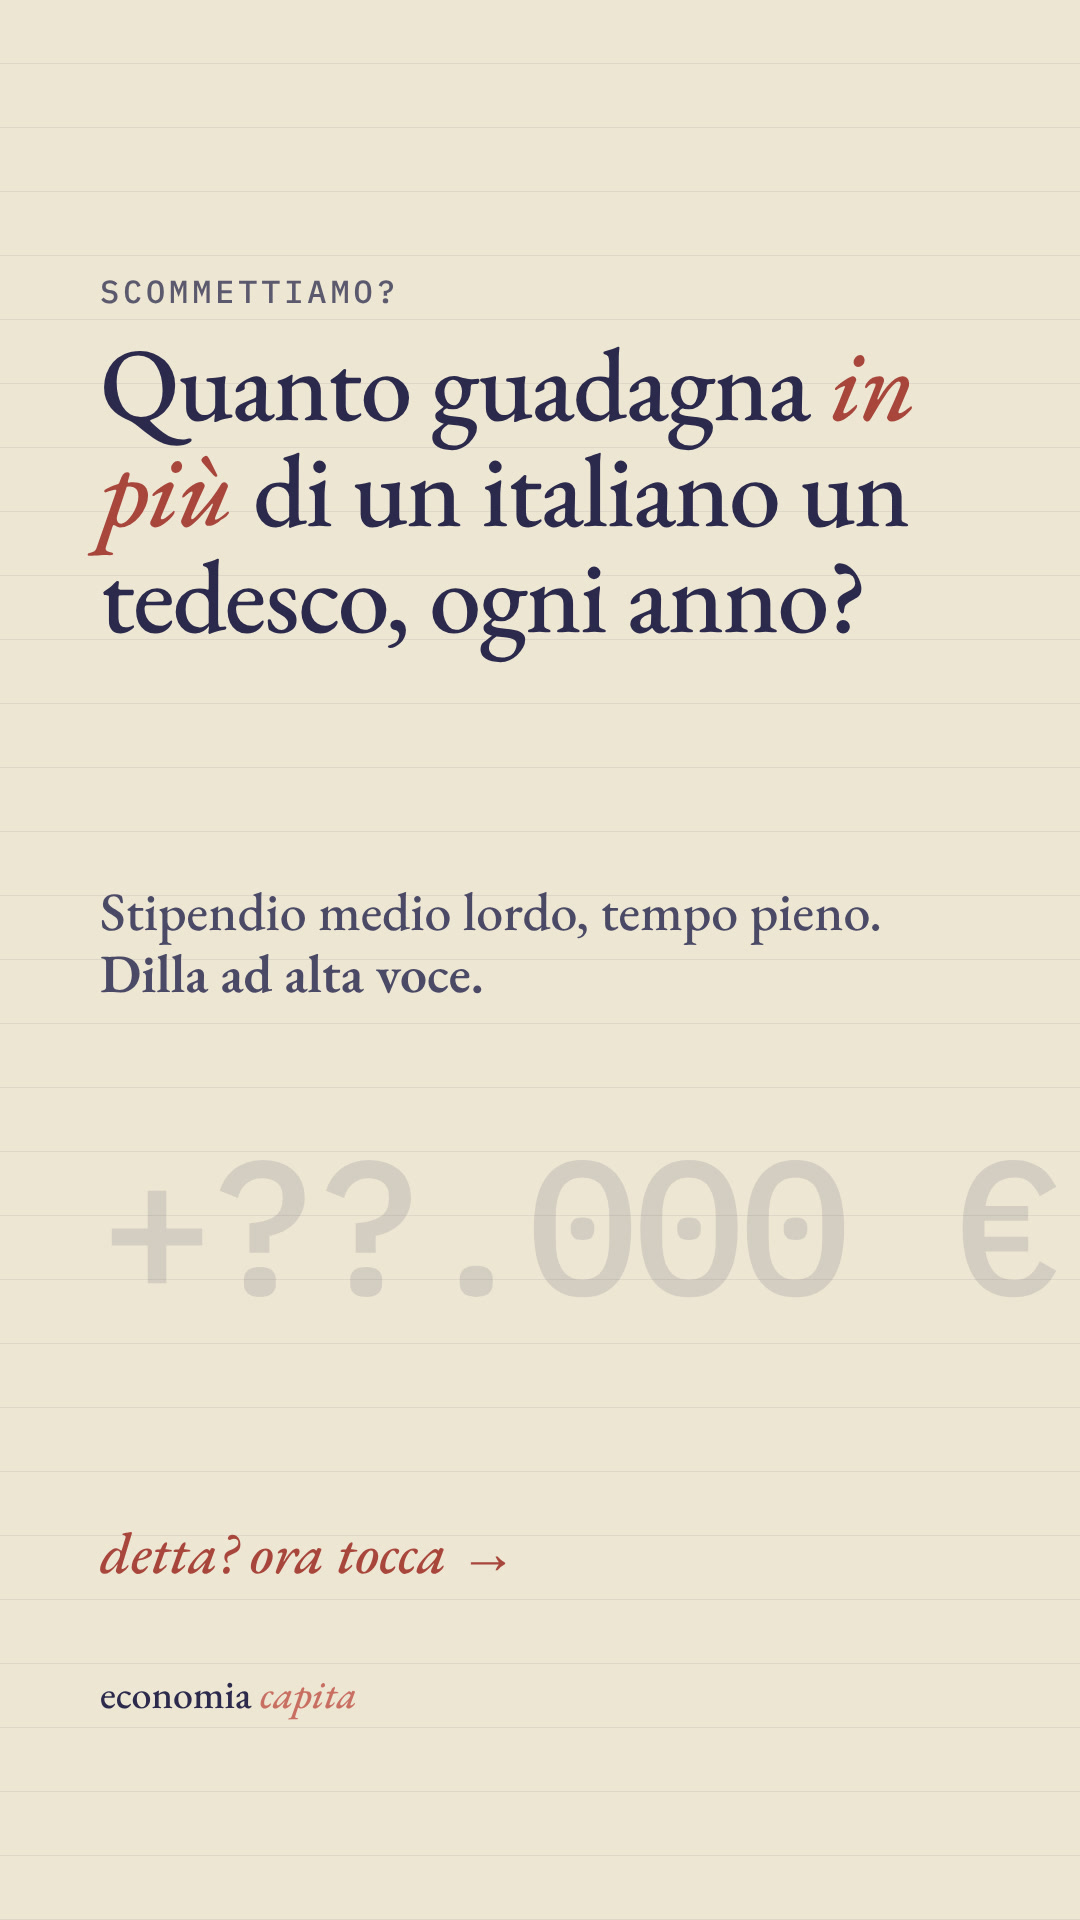 SCOMMETTIAMO?
Quanto guadagna in
più di un italiano un
tedesco, ogni anno?
Stipendio medio lordo, tempo pieno.
Dilla ad alta voce.
+??.000 €
detta? ora tocca →
economia capita